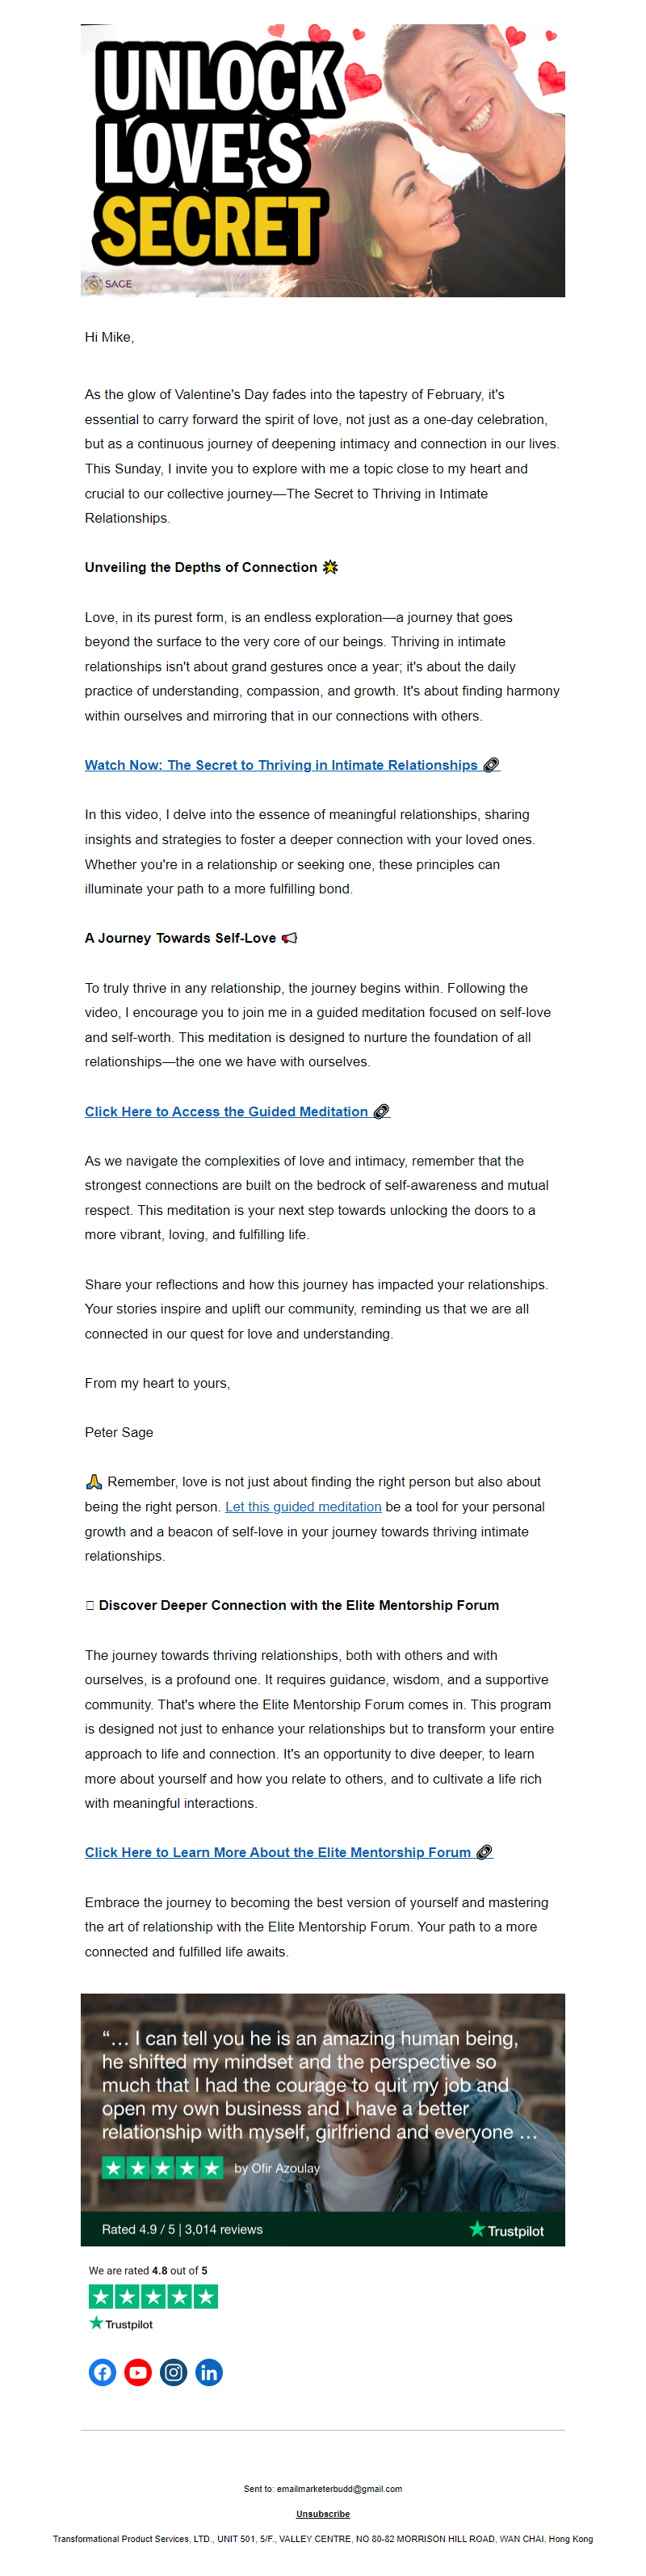 UNLOCK
LOVE'S
SECRET
SAGE
Hi Mike,
As the glow of Valentine's Day fades into the tapestry of February, it's
essential to carry forward the spirit of love, not just as a one-day celebration,
but as a continuous journey of deepening intimacy and connection in our lives.
This Sunday, I invite you to explore with me a topic close to my heart and
crucial to our collective journey—The Secret to Thriving in Intimate
Relationships.
Unveiling the Depths of Connection 🌟
Love, in its purest form, is an endless exploration—a journey that goes
beyond the surface to the very core of our beings. Thriving in intimate
relationships isn't about grand gestures once a year; it's about the daily
practice of understanding, compassion, and growth. It's about finding harmony
within ourselves and mirroring that in our connections with others.
Watch Now: The Secret to Thriving in Intimate Relationships 🔗
In this video, I delve into the essence of meaningful relationships, sharing
insights and strategies to foster a deeper connection with your loved ones.
Whether you're in a relationship or seeking one, these principles can
illuminate your path to a more fulfilling bond.
A Journey Towards Self-Love 📢
To truly thrive in any relationship, the journey begins within. Following the
video, I encourage you to join me in a guided meditation focused on self-love
and self-worth. This meditation is designed to nurture the foundation of all
relationships—the one we have with ourselves.
Click Here to Access the Guided Meditation 🔗
As we navigate the complexities of love and intimacy, remember that the
strongest connections are built on the bedrock of self-awareness and mutual
respect. This meditation is your next step towards unlocking the doors to a
more vibrant, loving, and fulfilling life.
Share your reflections and how this journey has impacted your relationships.
Your stories inspire and uplift our community, reminding us that we are all
connected in our quest for love and understanding.
From my heart to yours,
Peter Sage
🙏 Remember, love is not just about finding the right person but also about
being the right person. Let this guided meditation be a tool for your personal
growth and a beacon of self-love in your journey towards thriving intimate
relationships.
Discover Deeper Connection with the Elite Mentorship Forum
The journey towards thriving relationships, both with others and with
ourselves, is a profound one. It requires guidance, wisdom, and a supportive
community. That's where the Elite Mentorship Forum comes in. This program
is designed not just to enhance your relationships but to transform your entire
approach to life and connection. It's an opportunity to dive deeper, to learn
more about yourself and how you relate to others, and to cultivate a life rich
with meaningful interactions.
Click Here to Learn More About the Elite Mentorship Forum 🔗
Embrace the journey to becoming the best version of yourself and mastering
the art of relationship with the Elite Mentorship Forum. Your path to a more
connected and fulfilled life awaits.
“... I can tell you he is an amazing human being,
he shifted my mindset and the perspective so
much that I had the courage to quit my job and
open my own business and I have a better
relationship with myself, girlfriend and everyone ...
by Ofir Azoulay
Rated 4.9 / 5 | 3,014 reviews
Trustpilot
We are rated 4.8 out of 5
Trustpilot
Sent to: emailmarketerbudd@gmail.com
Unsubscribe
Transformational Product Services, LTD., UNIT 501, 5/F., VALLEY CENTRE, NO 80-82 MORRISON HILL ROAD, WAN CHAI, Hong Kong